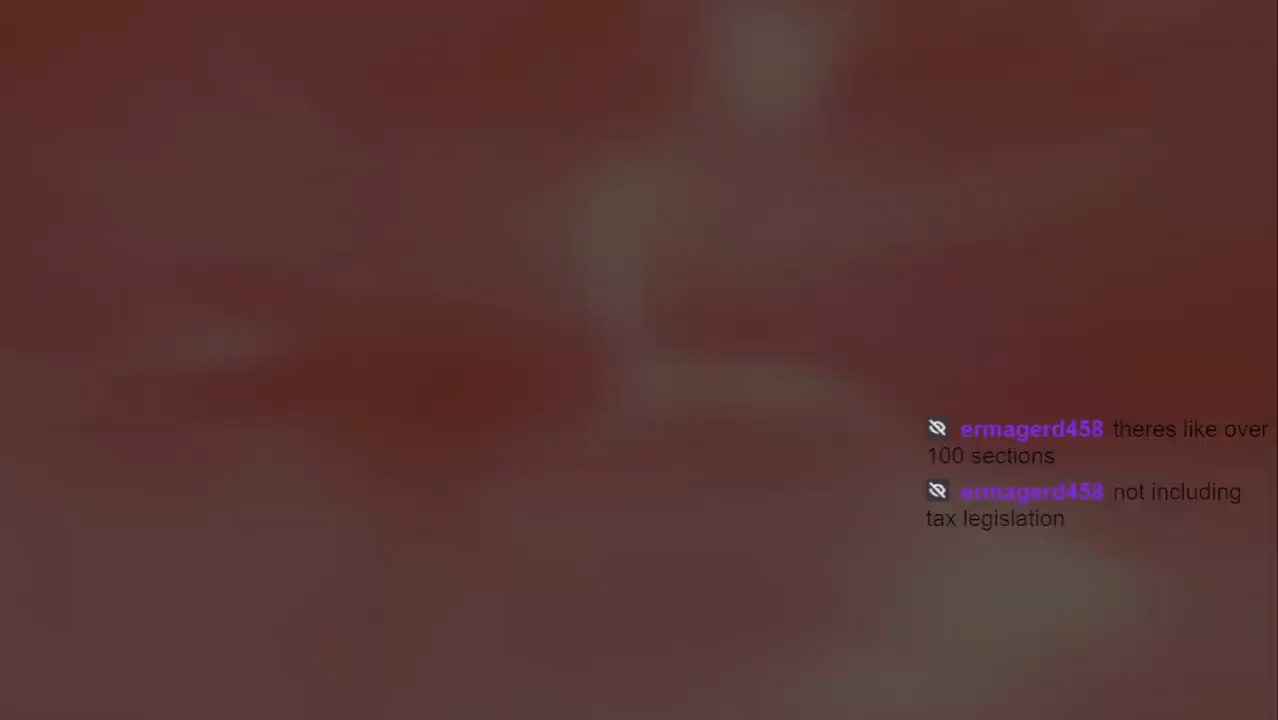 ermagerd458 theres like over
100 sections
ermagerd458 not including
tax legislation